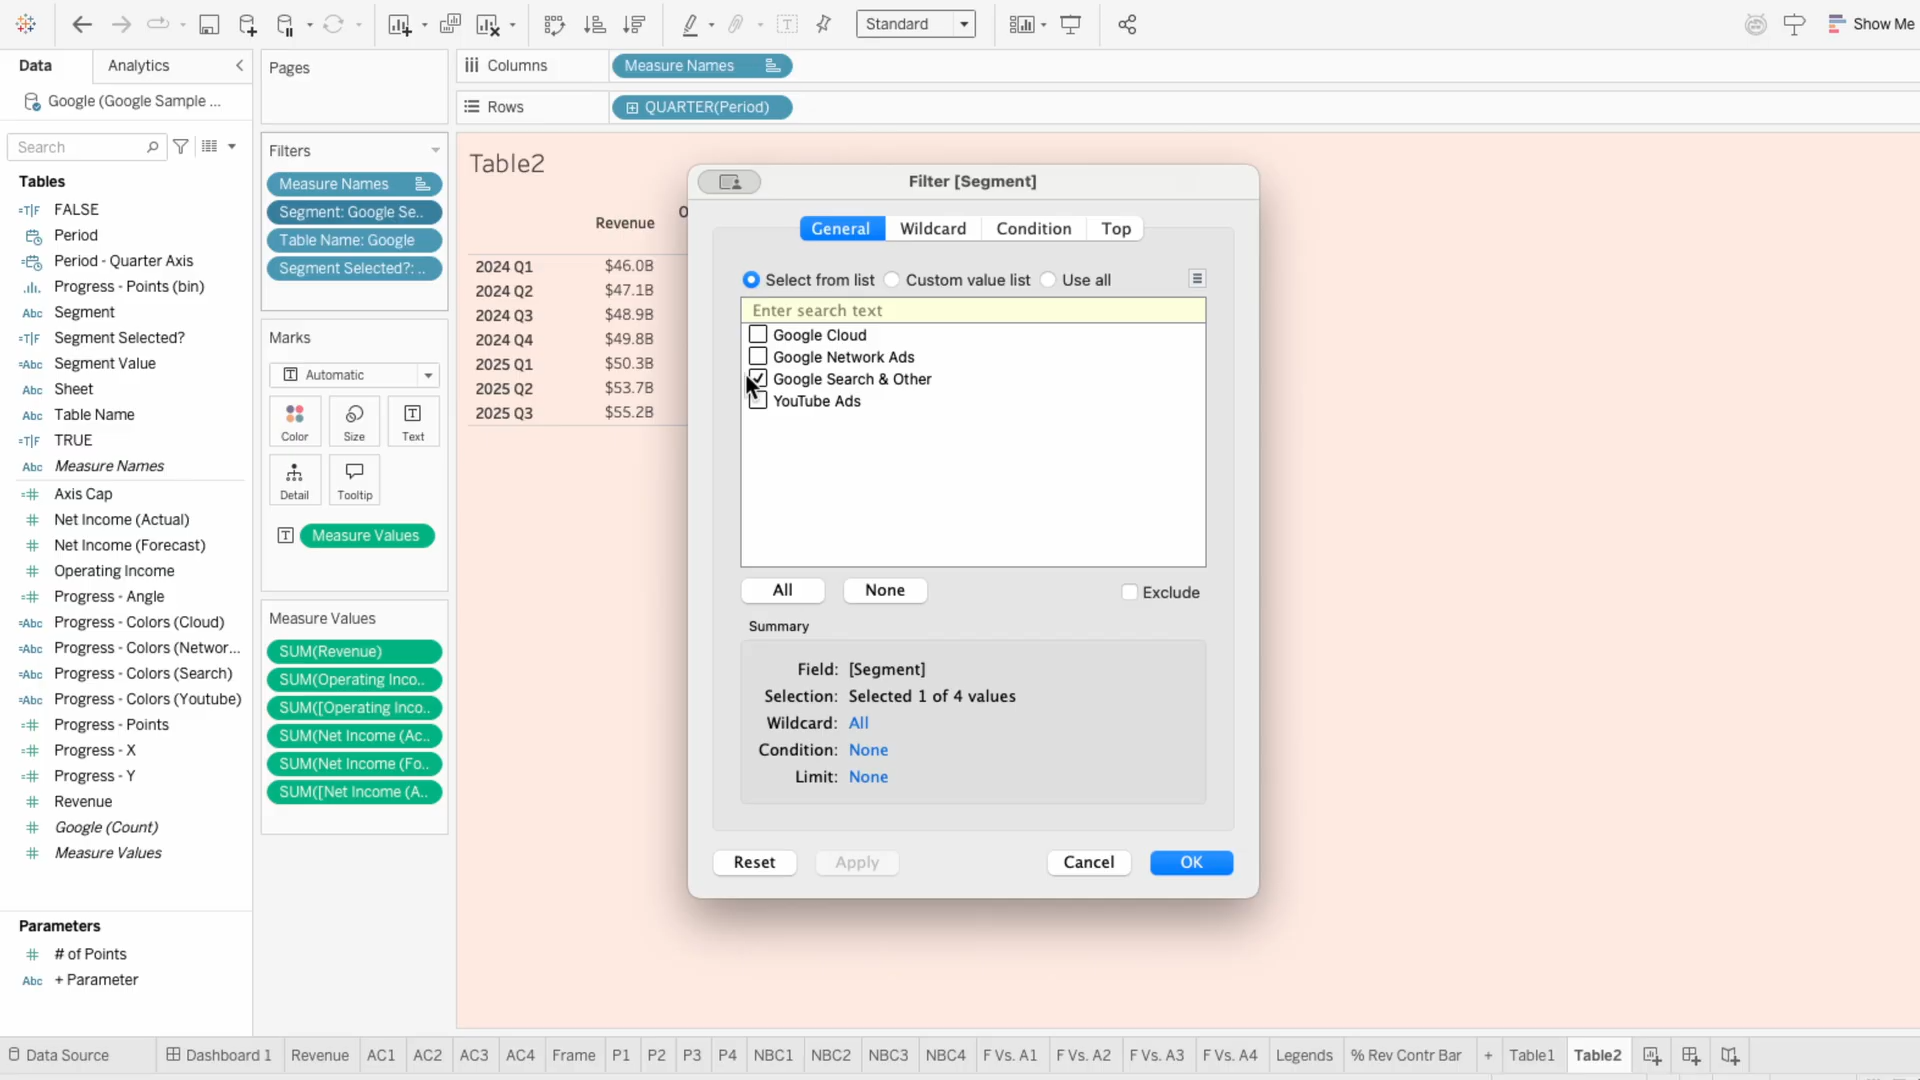 Standard
Show Me
Data
Analytics
Google (Google Sample ...
Search
Tables
FALSE
Period
Period - Quarter Axis
Progress - Points (bin)
Abc Segment
Segment Selected?
Abc Segment Value
Abc Sheet
Abc Table Name
TRUE
Abc Measure Names
Axis Cap
Net Income (Actual)
Net Income (Forecast)
Operating Income
Progress - Angle
Abc Progress - Colors (Cloud)
Abc Progress - Colors (Networ...
Abc Progress - Colors (Search)
Abc Progress - Colors (Youtube)
Progress - Points
Progress - X
Progress - Y
Revenue
Google (Count)
Measure Values
Parameters
# of Points
Abc + Parameter
Pages
Filters
Measure Names
Segment: Google Se..
Table Name: Google
Segment Selected?: ..
Marks
Automatic
Color
Size
Text
Detail
Tooltip
Measure Values
Measure Values
SUM(Revenue)
SUM(Operating Inco..
SUM([Operating Inco..
SUM(Net Income (Ac..
SUM(Net Income (Fo..
SUM([Net Income (A..
Columns
Measure Names
Rows
QUARTER(Period)
Table2
Revenue
O
2024 Q1 $46.0B
2024 Q2 $47.1B
2024 Q3 $48.9B
2024 Q4 $49.8B
2025 Q1 $50.3B
2025 Q2 $53.7B
2025 Q3 $55.2B
Filter [Segment]
General
Wildcard
Condition
Top
Select from list
Custom value list
Use all
Enter search text
Google Cloud
Google Network Ads
Google Search & Other
YouTube Ads
All
None
Exclude
Summary
Field: [Segment]
Selection: Selected 1 of 4 values
Wildcard: All
Condition: None
Limit: None
Reset
Apply
Cancel
OK
Data Source
Dashboard 1
Revenue
AC1
AC2
AC3
AC4
Frame
P1
P2
P3
P4
NBC1
NBC2
NBC3
NBC4
F Vs. A1
F Vs. A2
F Vs. A3
F Vs. A4
Legends
% Rev Contr Bar
+
Table1
Table2